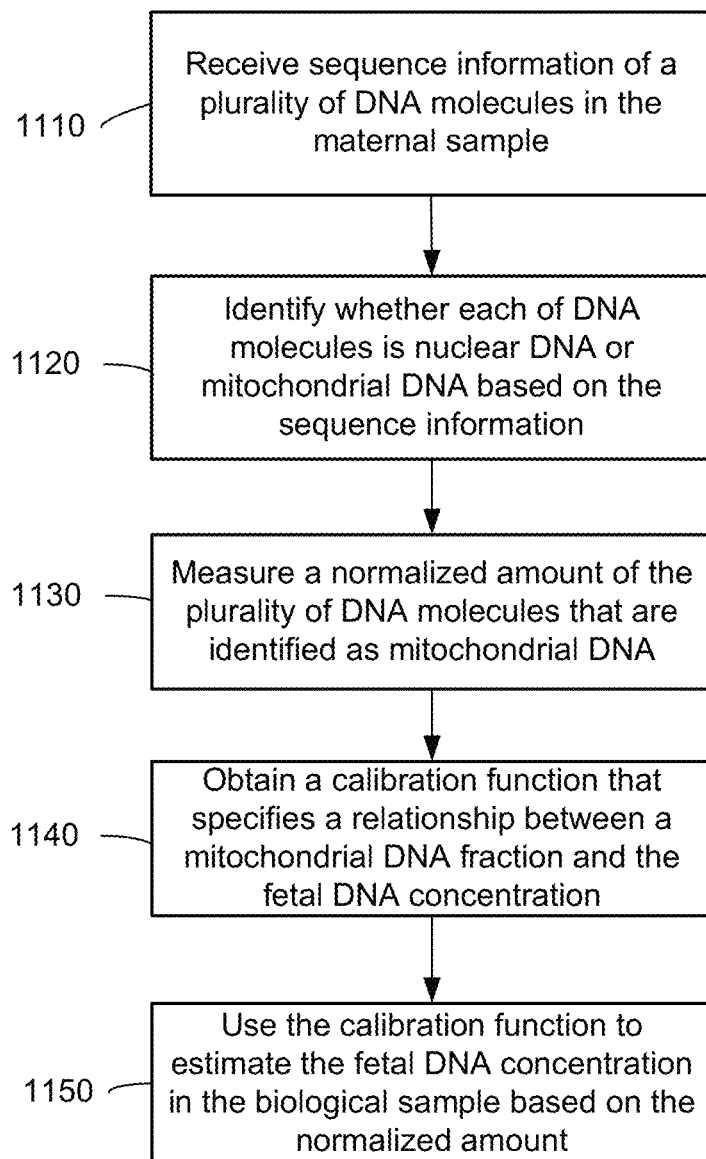 1110
Receive sequence information of a
plurality of DNA molecules in the
maternal sample
1120
Identify whether each of DNA
molecules is nuclear DNA or
mitochondrial DNA based on the
sequence information
1130
Measure a normalized amount of the
plurality of DNA molecules that are
identified as mitochondrial DNA
1140
Obtain a calibration function that
specifies a relationship between a
mitochondrial DNA fraction and the
fetal DNA concentration
1150
Use the calibration function to
estimate the fetal DNA concentration
in the biological sample based on the
normalized amount